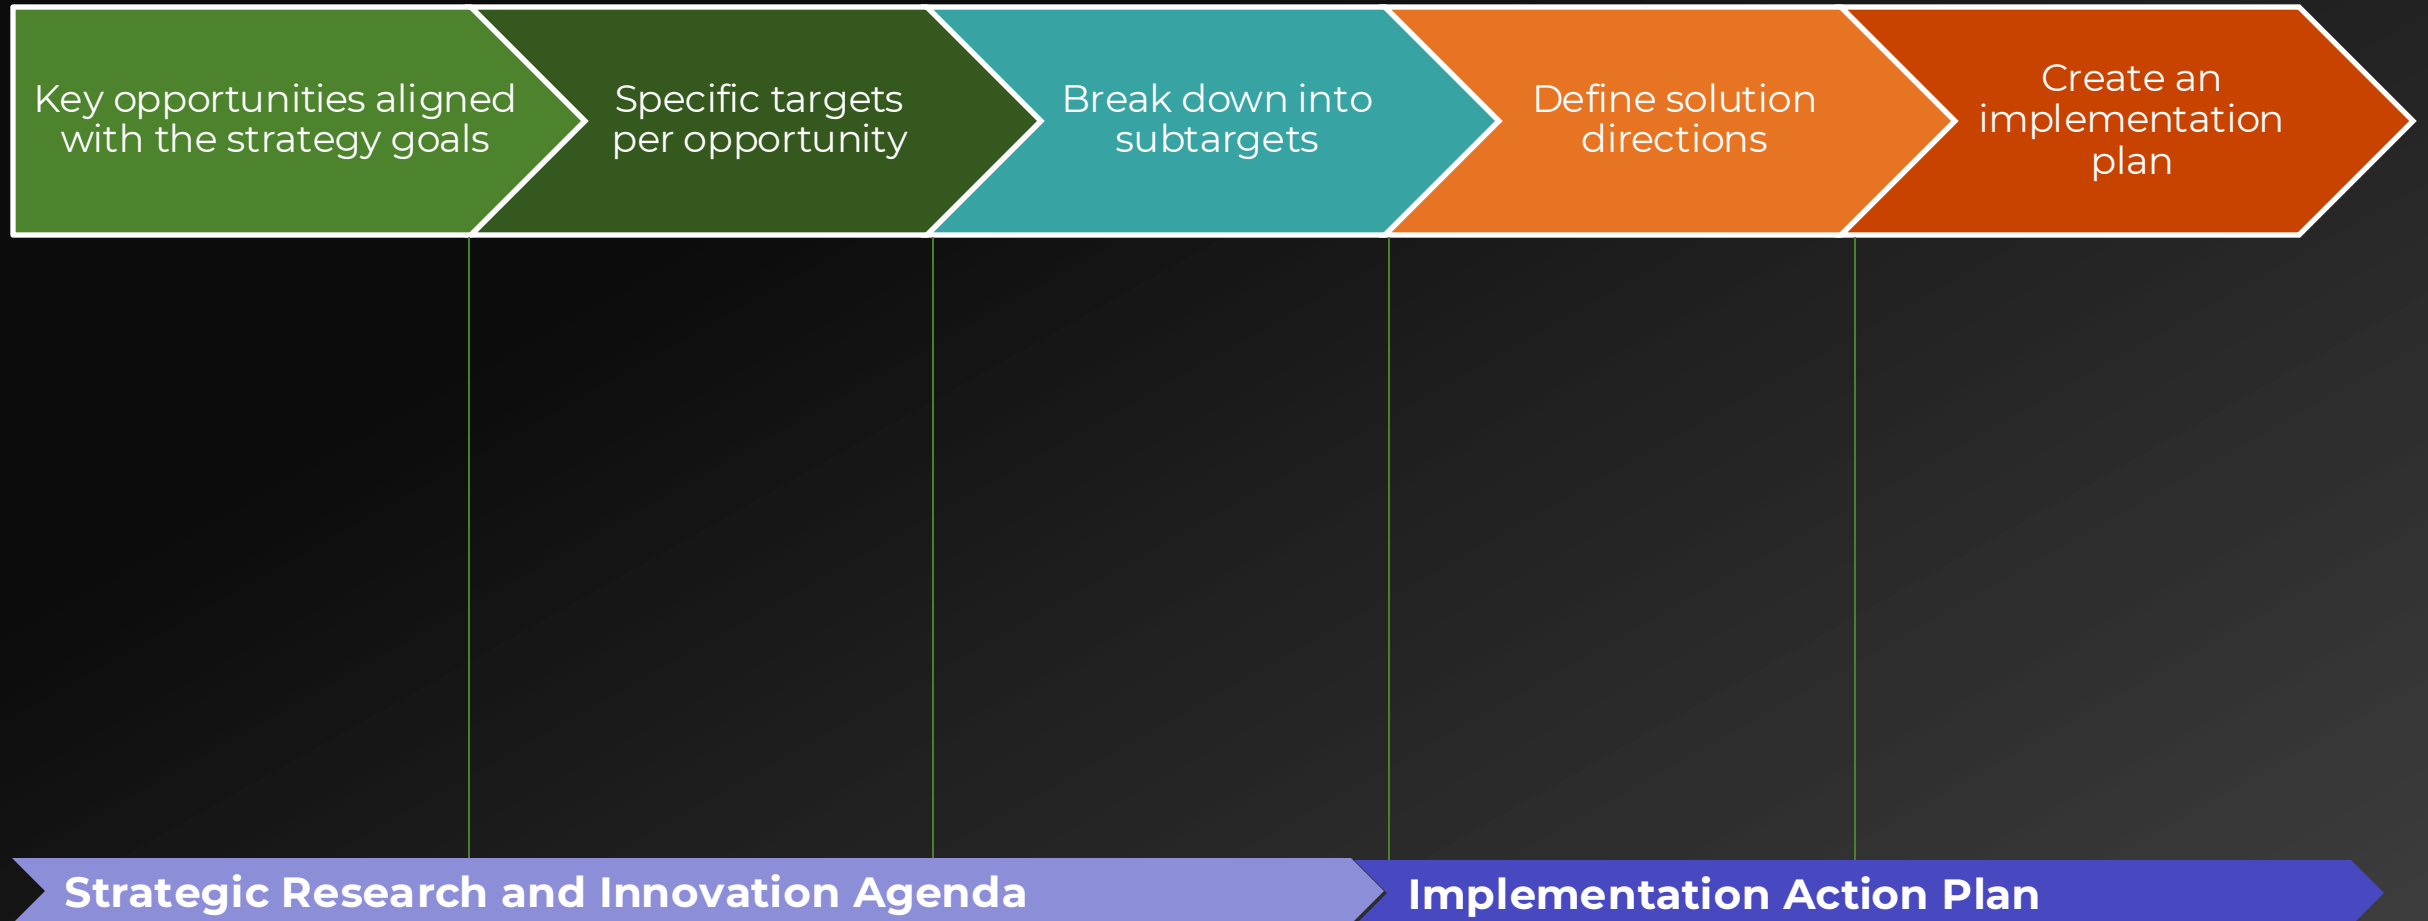 Key opportunities aligned
with the strategy goals
Specific targets
per opportunity
Break down into
subtargets
Define solution
directions
Create an
implementation
plan
Strategic Research and Innovation Agenda
Implementation Action Plan